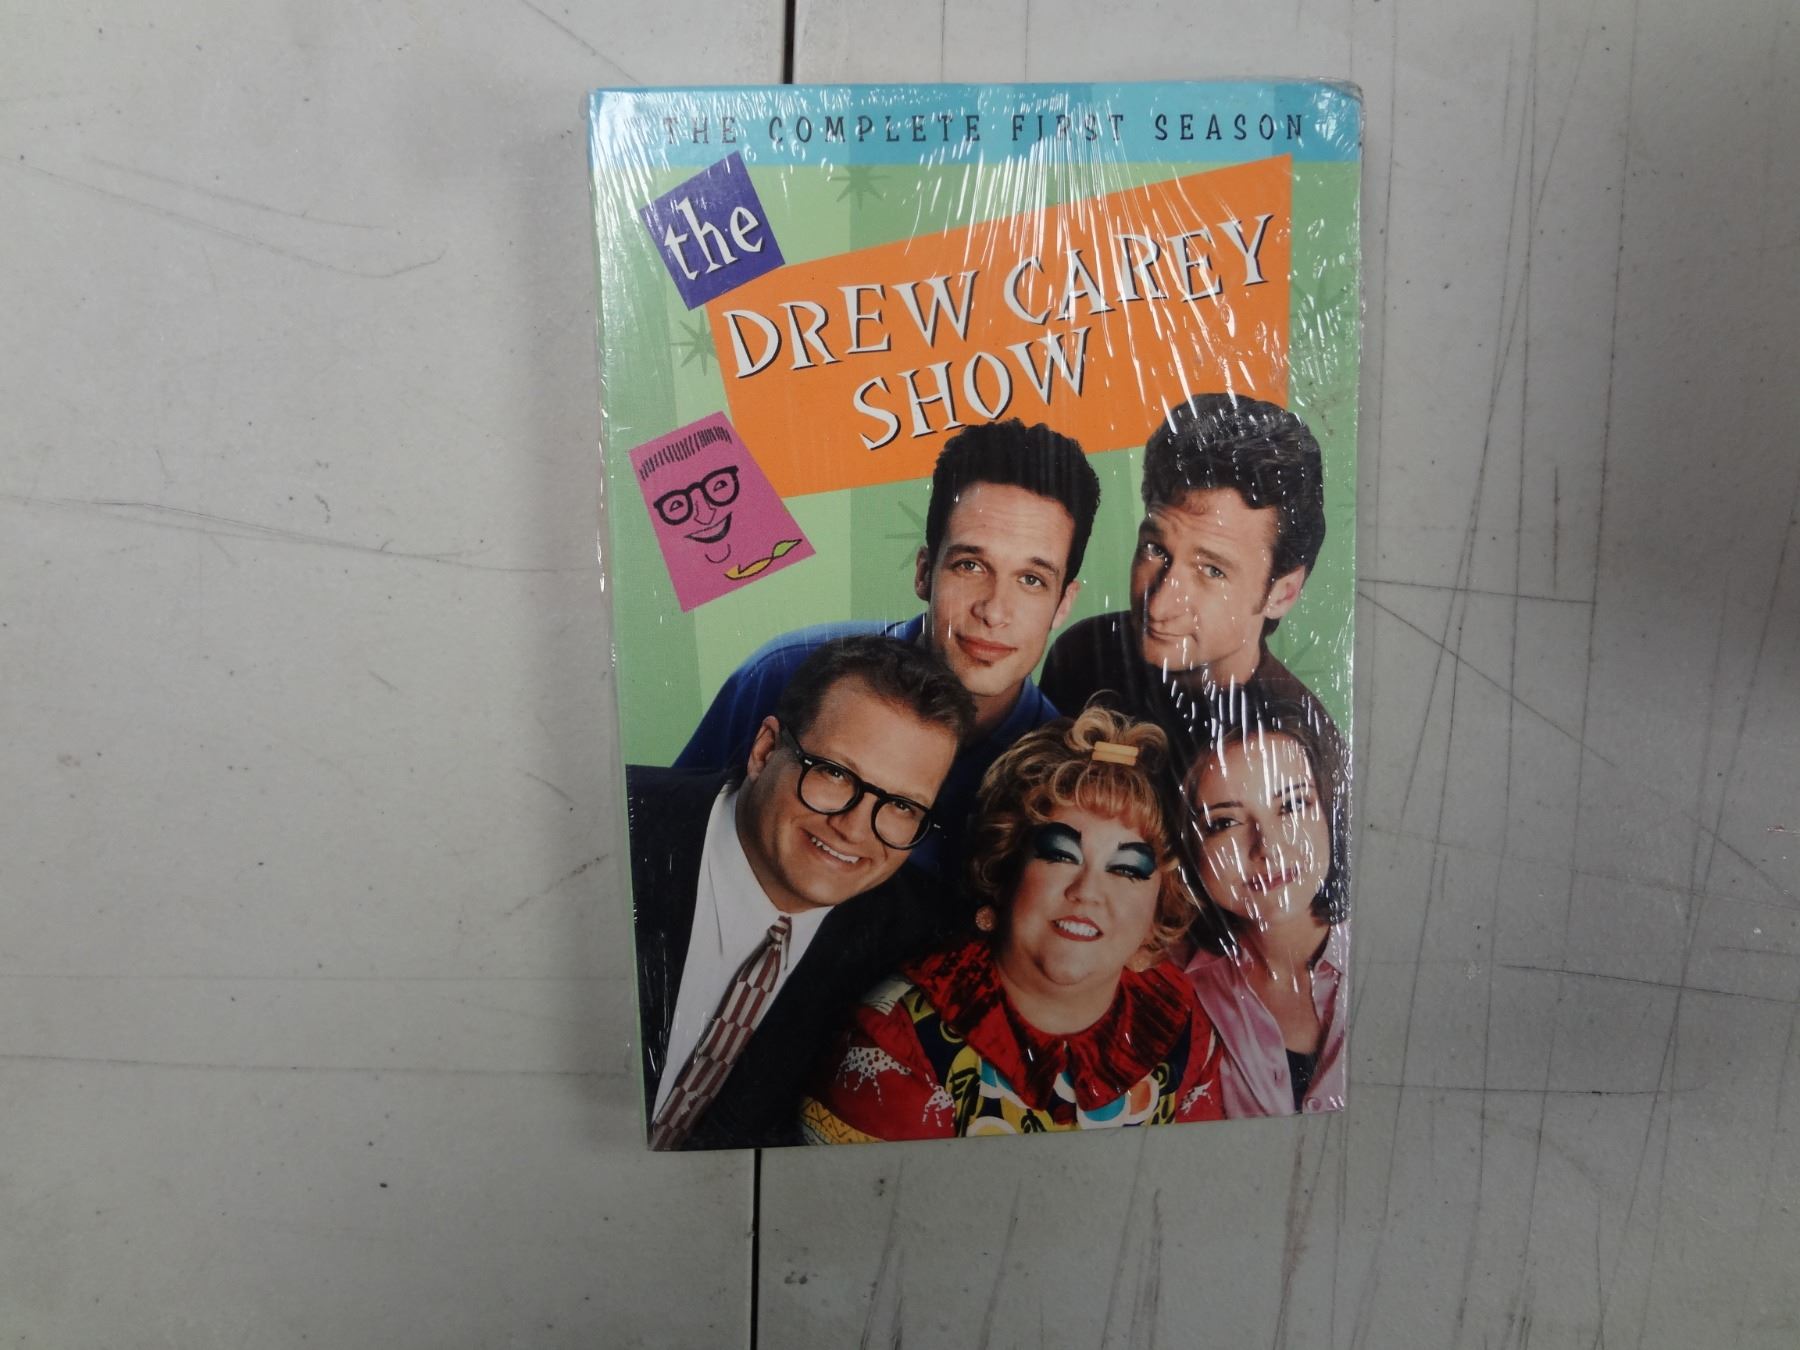 THE COMPLETE FIRST SEASON
the
DREW CAREY
SHOW